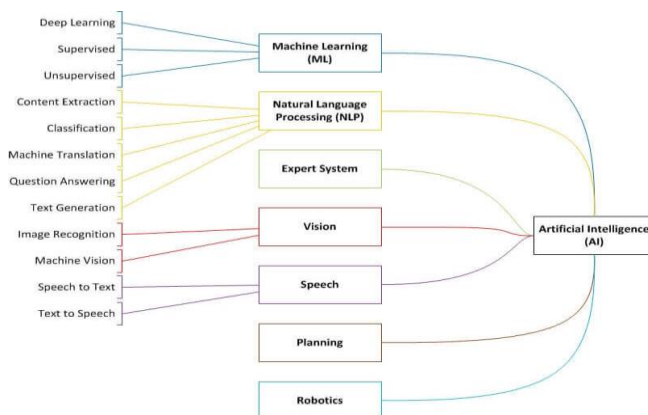 Deep Learning
Supervised
Unsupervised
Content Extraction
Classification
Machine Translation
Question Answering
Text Generation
Image Recognition
Machine Vision
Speech to Text
Text to Speech
Machine Learning
(ML)
Natural Language
Processing (NLP)
Expert System
Vision
Speech
Planning
Robotics
Artificial Intelligence
(AI)